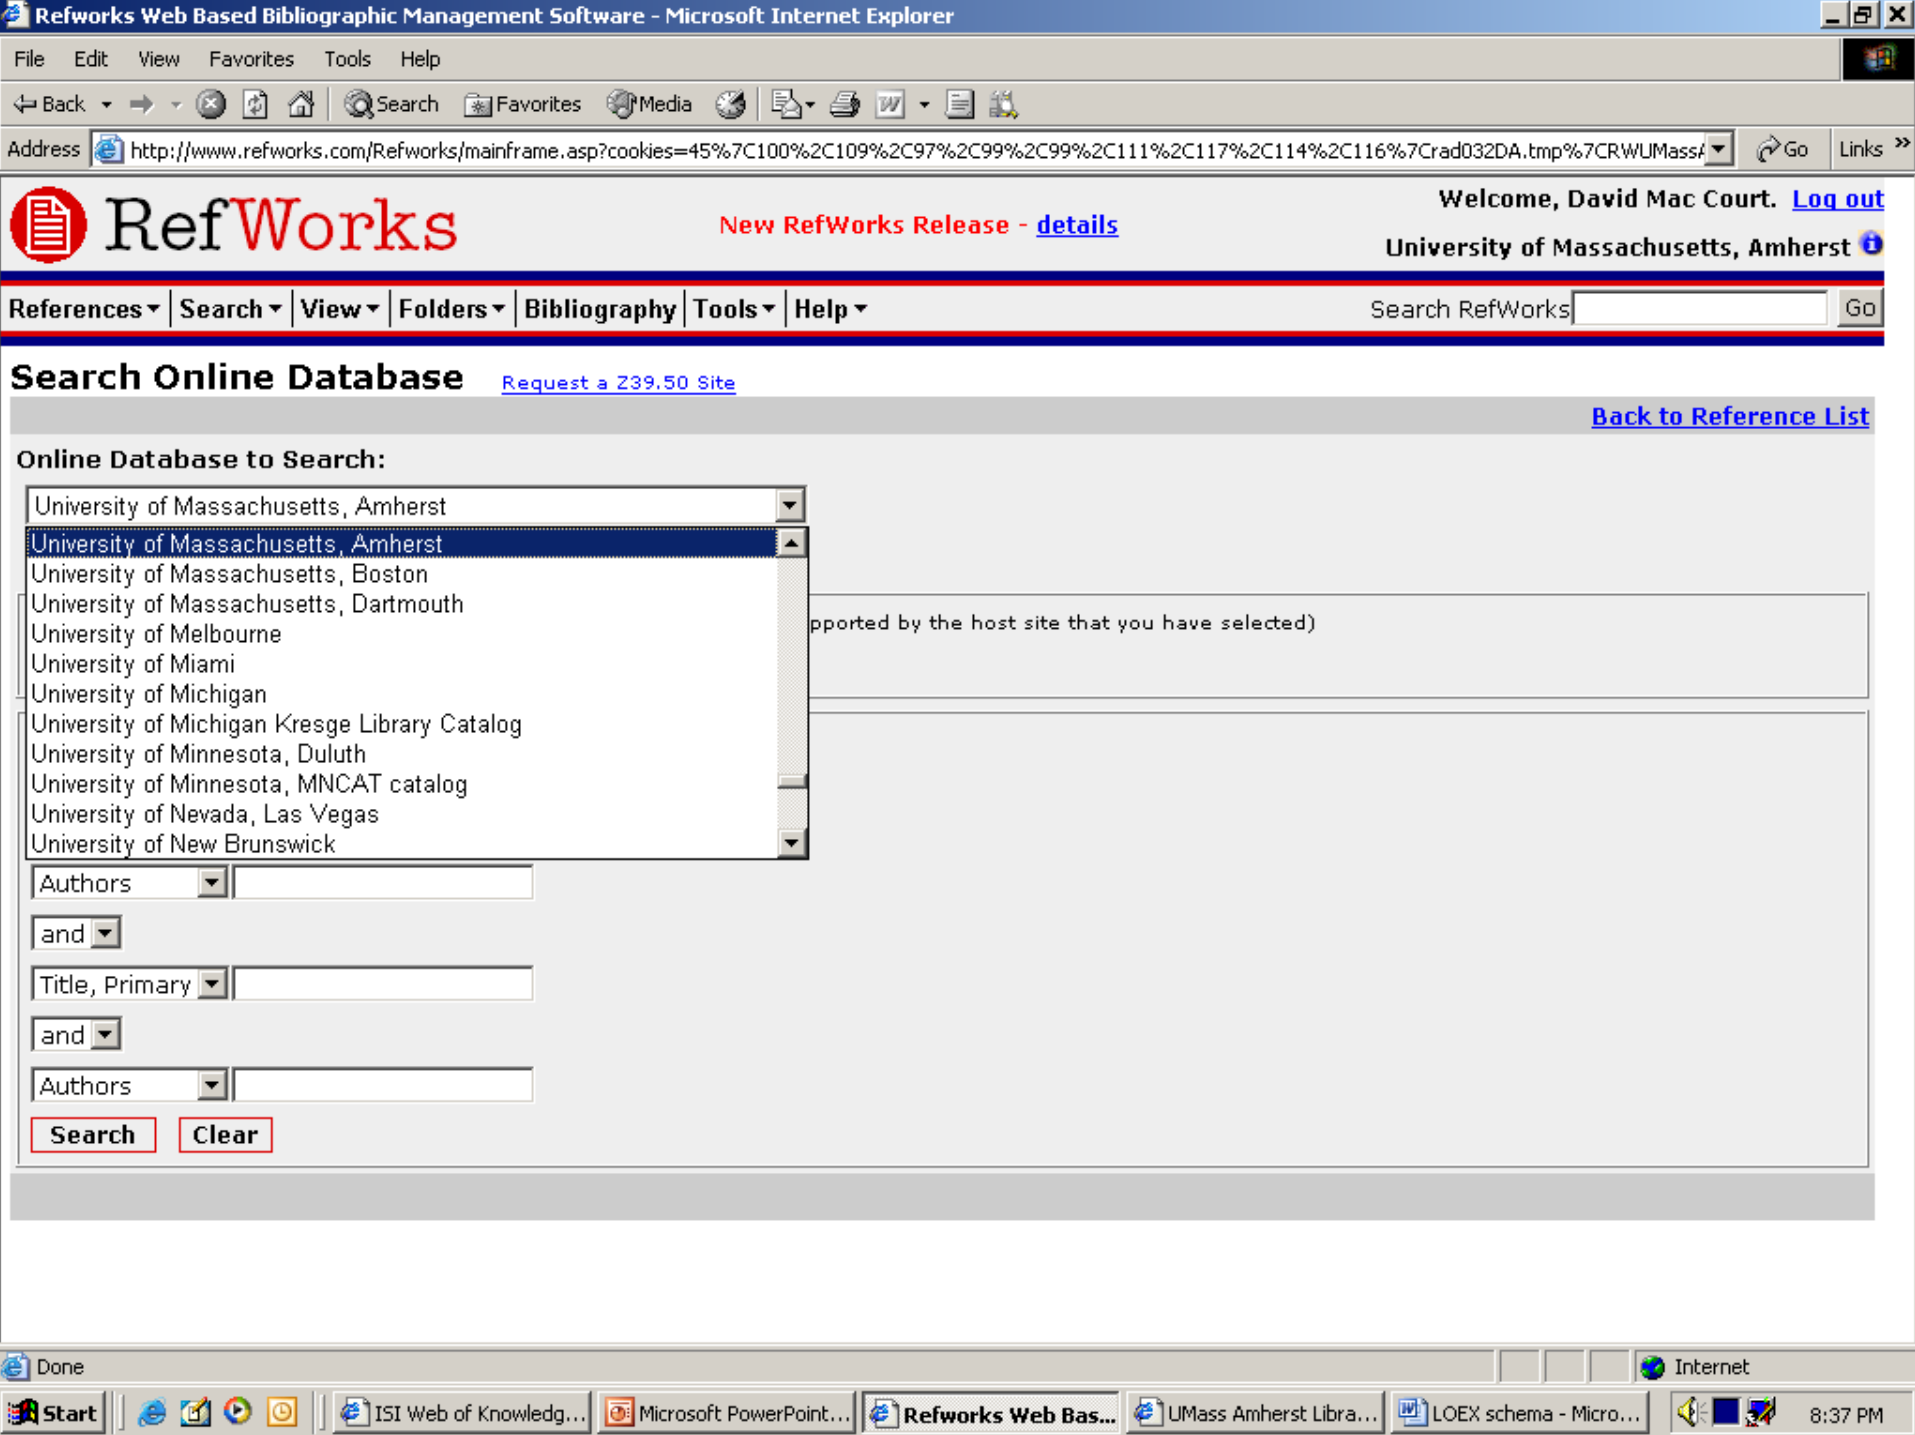 Refworks Web Based Bibliographic Management Software - Microsoft Internet Explorer
File Edit View Favorites Tools Help
Back Search Favorites Media
Address http://www.refworks.com/Refworks/mainframe.asp?cookies=45%7C100%2C109%2C97%2C99%2C99%2C111%2C117%2C114%2C116%7Crad032DA.tmp%7CRWUMassA Go Links »
RefWorks
New RefWorks Release - details
Welcome, David Mac Court. Log out
University of Massachusetts, Amherst
References Search View Folders Bibliography Tools Help Search RefWorks Go
Search Online Database Request a Z39.50 Site
Back to Reference List
Online Database to Search:
University of Massachusetts, Amherst
University of Massachusetts, Amherst
University of Massachusetts, Boston
University of Massachusetts, Dartmouth
pported by the host site that you have selected)
University of Melbourne
University of Miami
University of Michigan
University of Michigan Kresge Library Catalog
University of Minnesota, Duluth
University of Minnesota, MNCAT catalog
University of Nevada, Las Vegas
University of New Brunswick
Authors
and
Title, Primary
and
Authors
Search Clear
Done Internet
Start ISI Web of Knowledg... Microsoft PowerPoint... Refworks Web Bas... UMass Amherst Libra... LOEX schema - Micro... 8:37 PM